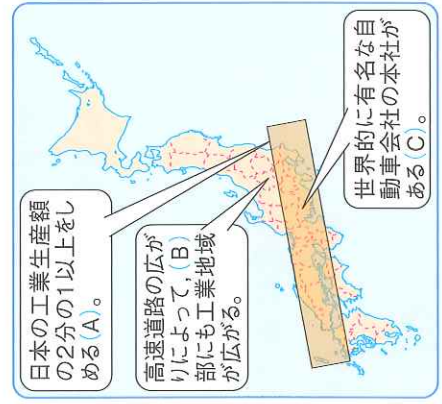 日本の工業生産額
の2分の1以上をし
める(A)。
高速道路の広が
りによって,(B)
部にも工業地域
が広がる。
世界的に有名な自
動車会社の本社が
ある(C)。